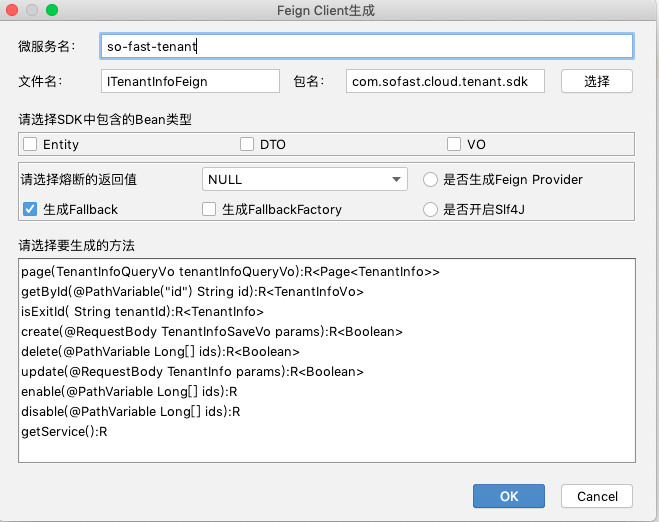 Feign Client生成
微服务名： so-fast-tenant
文件名： ITenantInfoFeign 包名： com.sofast.cloud.tenant.sdk 选择
请选择SDK中包含的Bean类型
Entity DTO VO
请选择熔断的返回值 NULL 是否生成Feign Provider
生成Fallback 生成FallbackFactory 是否开启Slf4J
请选择要生成的方法
page(TenantInfoQueryVo tenantInfoQueryVo):R<Page<TenantInfo>>
getById(@PathVariable("id") String id):R<TenantInfoVo>
isExitId( String tenantId):R<TenantInfo>
create(@RequestBody TenantInfoSaveVo params):R<Boolean>
delete(@PathVariable Long[] ids):R<Boolean>
update(@RequestBody TenantInfo params):R<Boolean>
enable(@PathVariable Long[] ids):R
disable(@PathVariable Long[] ids):R
getService():R
OK Cancel